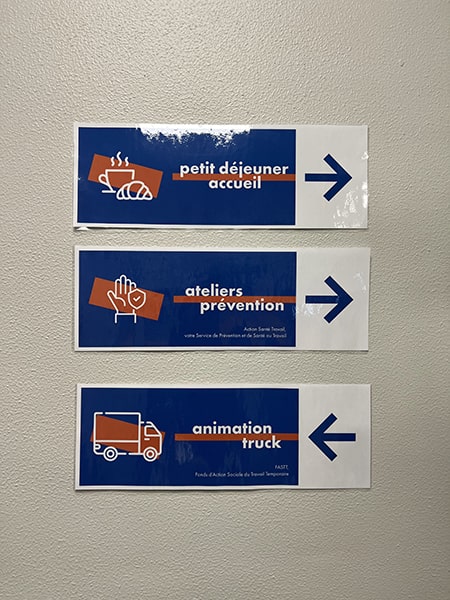 petit déjeuner
accueil
ateliers
prévention
Action Santé Travail,
votre Service de Prévention et de Santé au Travail
animation
truck
FASTT,
Fonds d'Action Sociale du Travail Temporaire